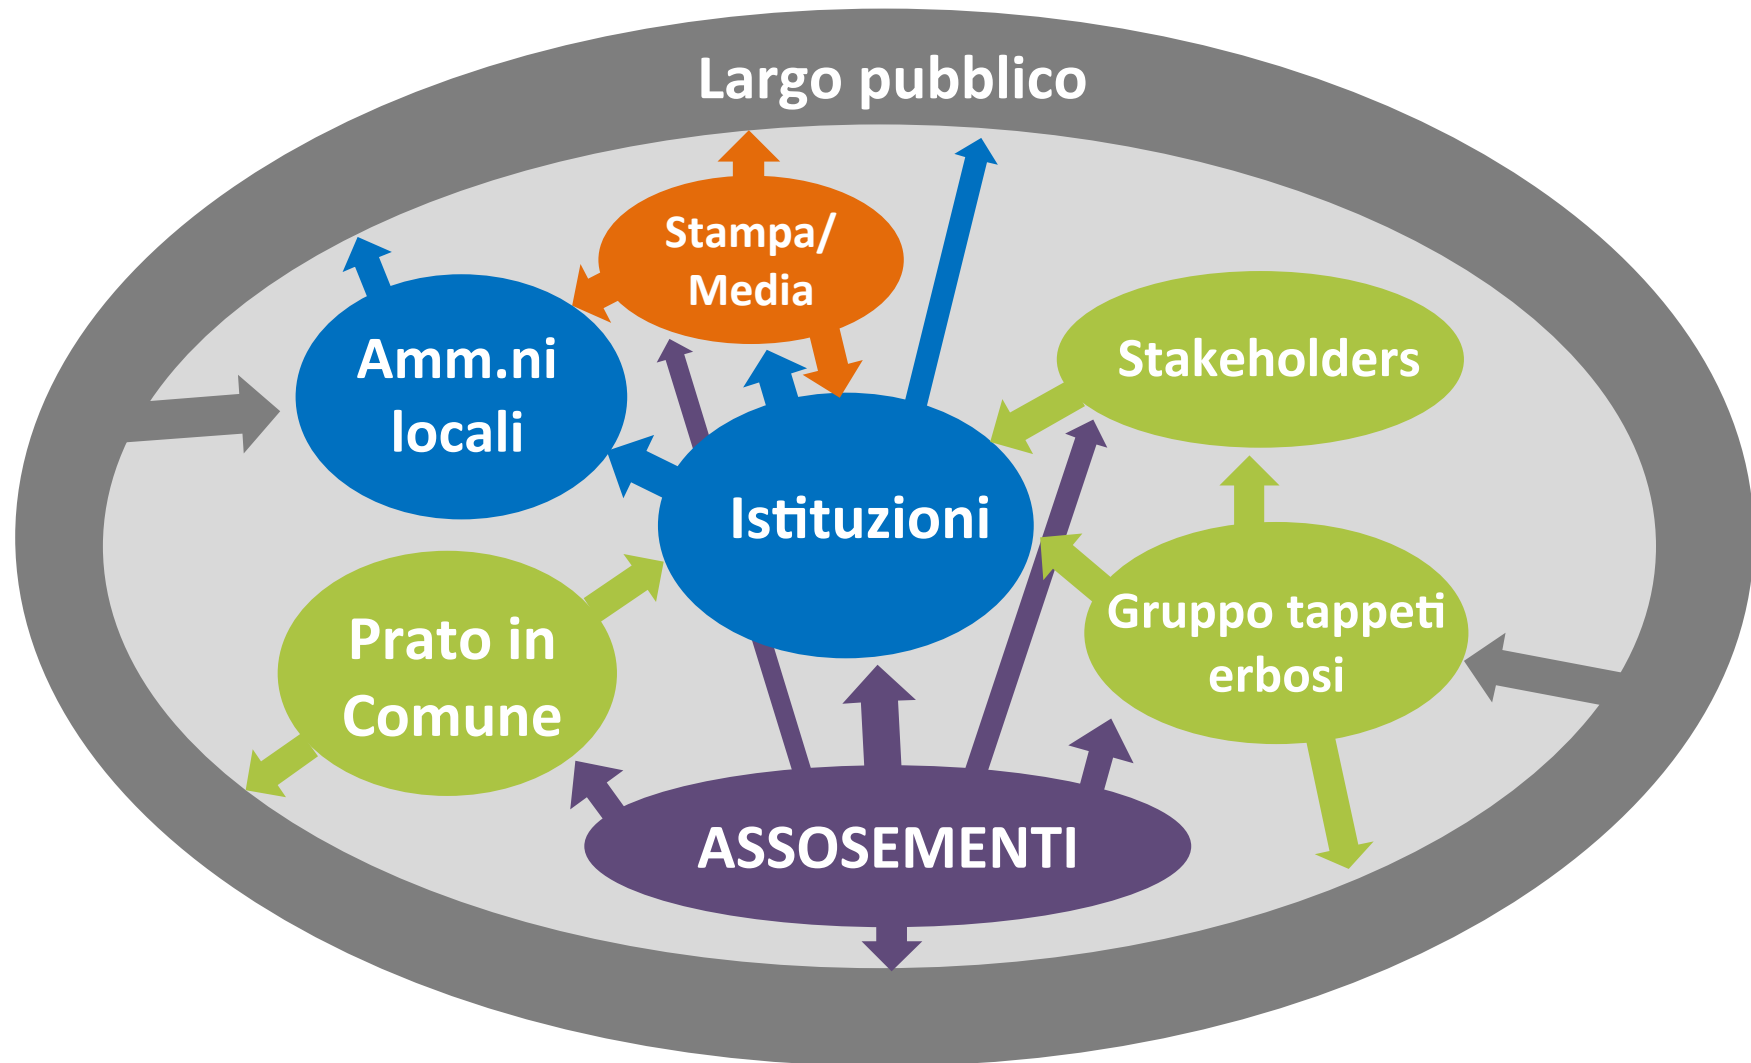 Largo pubblico
Stampa/
Media
Amm.ni
locali
Stakeholders
Istituzioni
Gruppo tappeti
erbosi
Prato in
Comune
ASSOSEMENTI